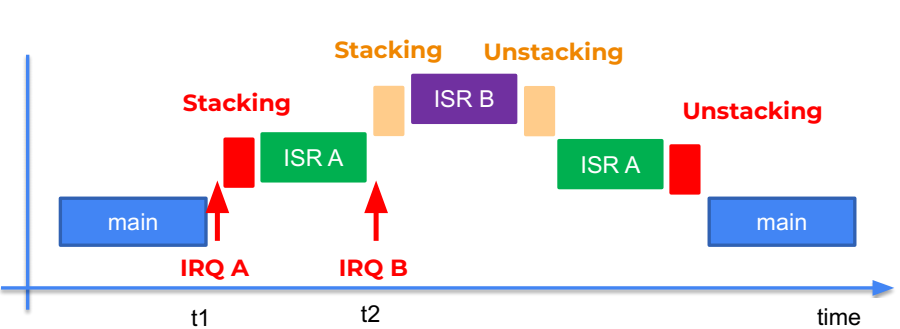 Stacking
Unstacking
ISR B
Stacking
Unstacking
ISR A
ISR A
main
main
IRQ A
IRQ B
t1
t2
time